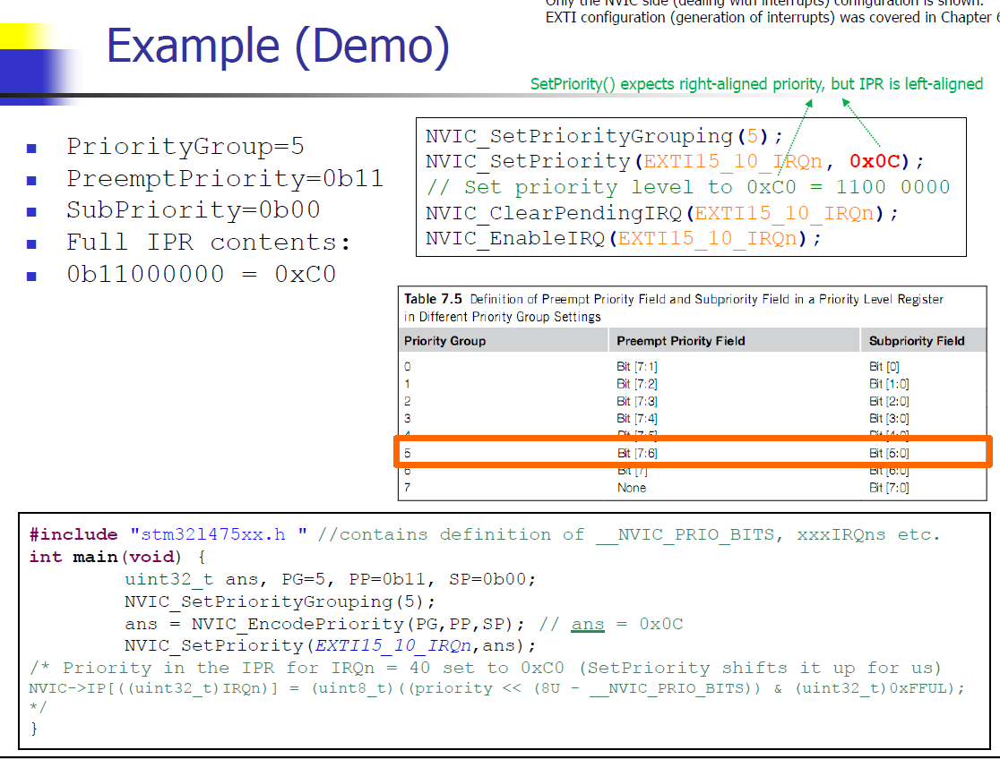 Only the NVIC side (dealing with interrupts) configuration is shown.
EXTI configuration (generation of interrupts) was covered in Chapter 6
Example (Demo)
SetPriority() expects right-aligned priority, but IPR is left-aligned
PriorityGroup=5
PreemptPriority=0b11
SubPriority=0b00
Full IPR contents:
0b11000000 = 0xC0
NVIC_SetPriorityGrouping(5);
NVIC_SetPriority(EXTI15_10_IRQn, 0x0C);
// Set priority level to 0xC0 = 1100 0000
NVIC_ClearPendingIRQ(EXTI15_10_IRQn);
NVIC_EnableIRQ(EXTI15_10_IRQn);
Table 7.5 Definition of Preempt Priority Field and Subpriority Field in a Priority Level Register
in Different Priority Group Settings
Priority Group Preempt Priority Field Subpriority Field
0 Bit [7:1] Bit [0]
1 Bit [7:2] Bit [1:0]
2 Bit [7:3] Bit [2:0]
3 Bit [7:4] Bit [3:0]
4 Bit [7:5] Bit [4:0]
5 Bit [7:6] Bit [5:0]
6 Bit [7] Bit [6:0]
7 None Bit [7:0]
#include "stm32l475xx.h " //contains definition of __NVIC_PRIO_BITS, xxxIRQns etc.
int main(void) {
uint32_t ans, PG=5, PP=0b11, SP=0b00;
NVIC_SetPriorityGrouping(5);
ans = NVIC_EncodePriority(PG,PP,SP); // ans = 0x0C
NVIC_SetPriority(EXTI15_10_IRQn,ans);
/* Priority in the IPR for IRQn = 40 set to 0xC0 (SetPriority shifts it up for us)
NVIC->IP[((uint32_t)IRQn)] = (uint8_t)((priority << (8U - __NVIC_PRIO_BITS)) & (uint32_t)0xFFUL);
*/
}